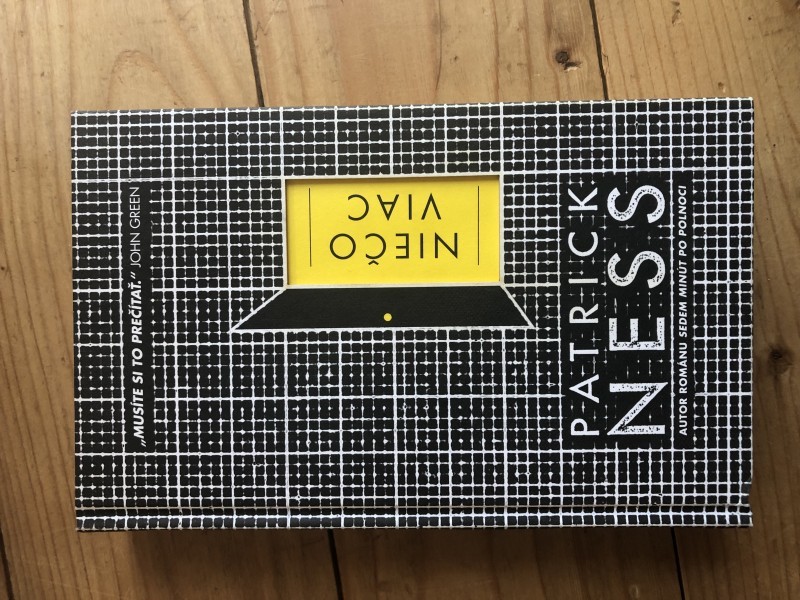 „MUSÍTE SI TO PREČÍTAŤ.“ JOHN GREEN
NIEČO
VIAC
PATRICK
NESS
AUTOR ROMÁNU SEDEM MINÚT PO POLNOCI